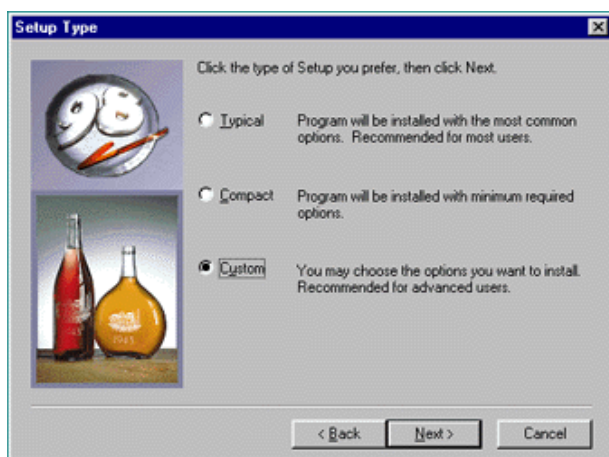 Setup Type
Click the type of Setup you prefer, then click Next.
98
Typical
Program will be installed with the most common
options. Recommended for most users.
Compact
Program will be installed with minimum required
options.
Custom
You may choose the options you want to install.
Recommended for advanced users.
1945
< Back
Next >
Cancel